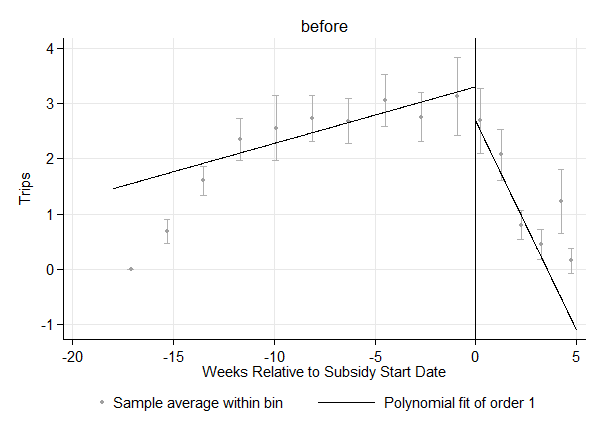 before
4
3
2
1
0
-1
Trips
-20 -15 -10 -5 0 5
Weeks Relative to Subsidy Start Date
Sample average within bin Polynomial fit of order 1